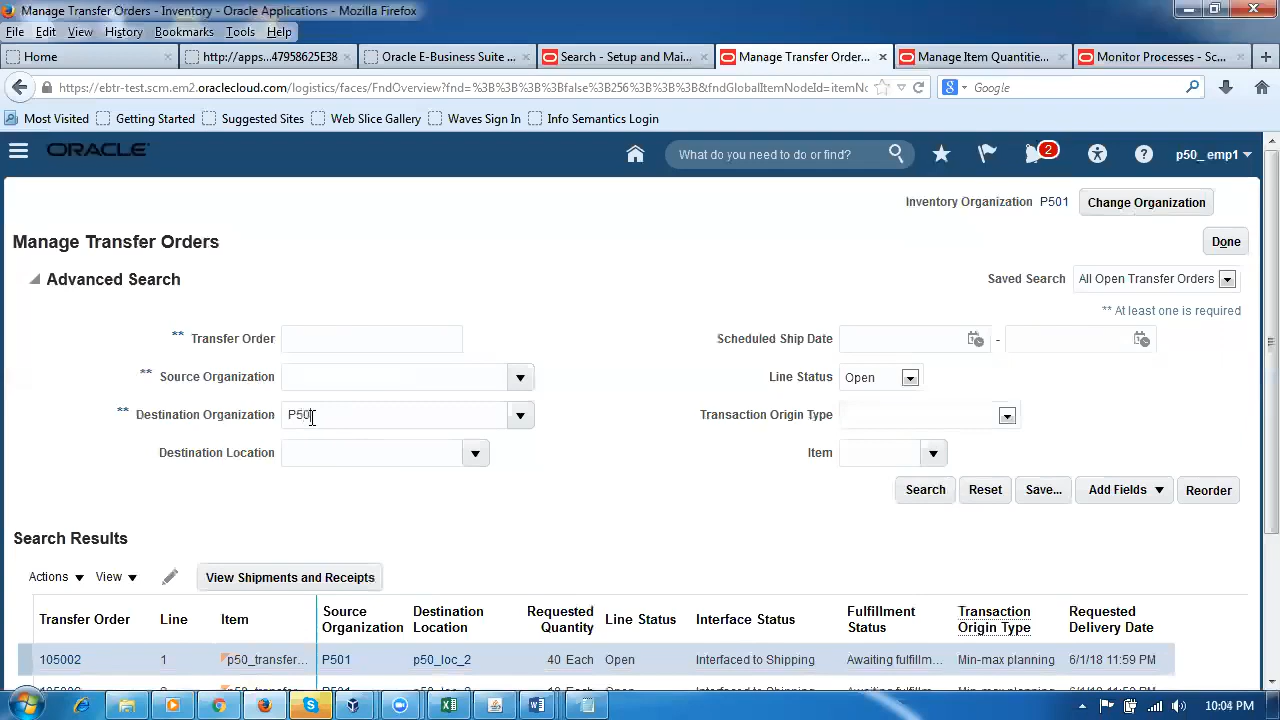 Manage Transfer Orders - Inventory - Oracle Applications - Mozilla Firefox
File Edit View History Bookmarks Tools Help
Home http://apps....47958625E38 Oracle E-Business Suite ... Search - Setup and Mai... Manage Transfer Order... Manage Item Quantitie... Monitor Processes - Sc...
https://ebtr-test.scm.em2.oraclecloud.com/logistics/faces/FndOverview?fnd=%3B%3B%3B%3Bfalse%3B256%3B%3B%3B&fndGlobalItemNodeId=itemNo Google
Most Visited Getting Started Suggested Sites Web Slice Gallery Waves Sign In Info Semantics Login
ORACLE What do you need to do or find? 2 p50_emp1
Inventory Organization P501 Change Organization
Manage Transfer Orders Done
Advanced Search Saved Search All Open Transfer Orders
** At least one is required
** Transfer Order Scheduled Ship Date -
** Source Organization Line Status Open
** Destination Organization P50 Transaction Origin Type
Destination Location Item
Search Reset Save... Add Fields Reorder
Search Results
Actions View View Shipments and Receipts
Transfer Order Line Item Source Organization Destination Location Requested Quantity Line Status Interface Status Fulfillment Status Transaction Origin Type Requested Delivery Date
105002 1 p50_transfer... P501 p50_loc_2 40 Each Open Interfaced to Shipping Awaiting fulfillm... Min-max planning 6/1/18 11:59 PM
10:04 PM